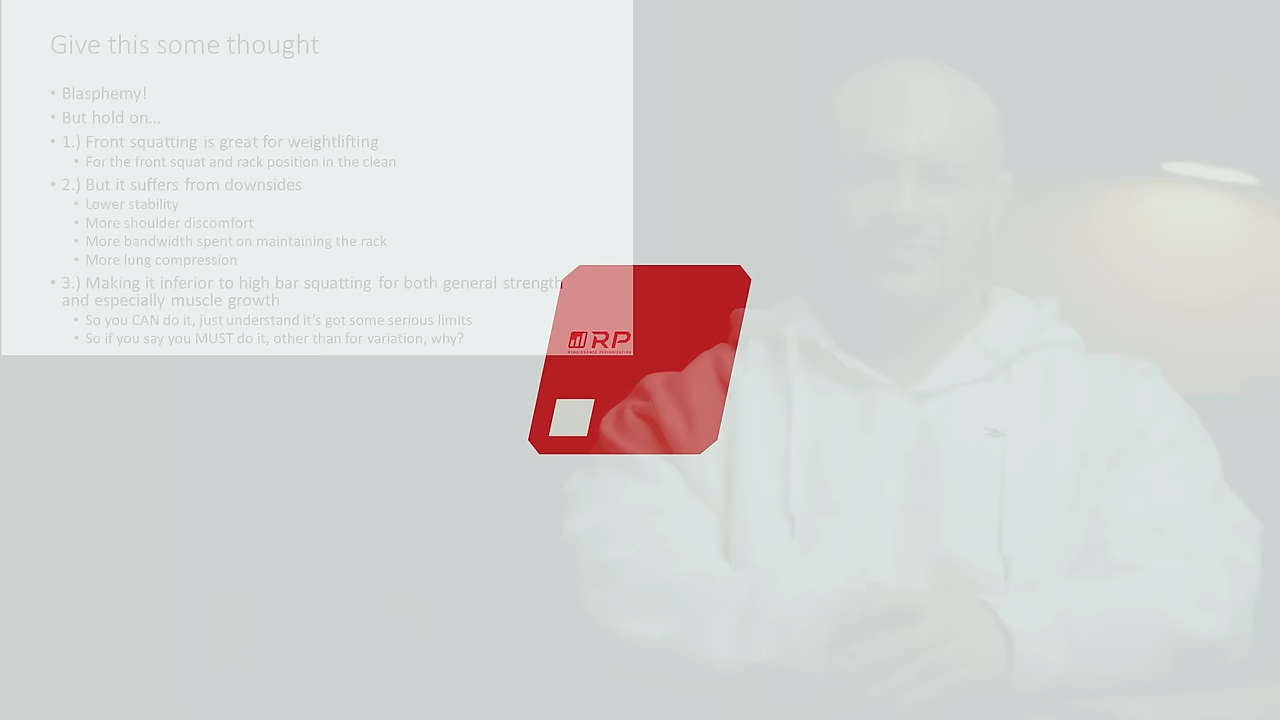 Give this some thought
• Blasphemy!
• But hold on...
• 1.) Front squatting is great for weightlifting
• For the front squat and rack position in the clean
• 2.) But it suffers from downsides
• Lower stability
• More shoulder discomfort
• More bandwidth spent on maintaining the rack
• More lung compression
• 3.) Making it inferior to high bar squatting for both general strength
and especially muscle growth
• So you CAN do it, just understand it's got some serious limits
• So if you say you MUST do it, other than for variation, why?
RP
RENAISSANCE PERIODIZATION